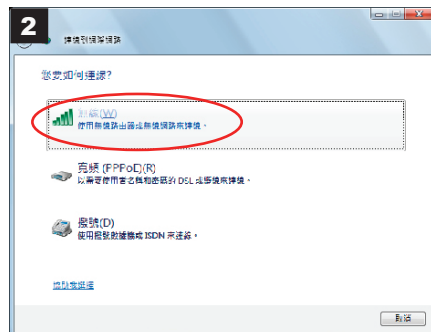 2
連線到網際網路
您要如何連線?
無線(W)
使用無線路由器或無線網路來連線。
寬頻 (PPPoE)(R)
以需要使用者名稱和密碼的 DSL 或纜線來連線。
撥號(D)
使用撥號數據機或 ISDN 來連線。
協助我選擇
取消